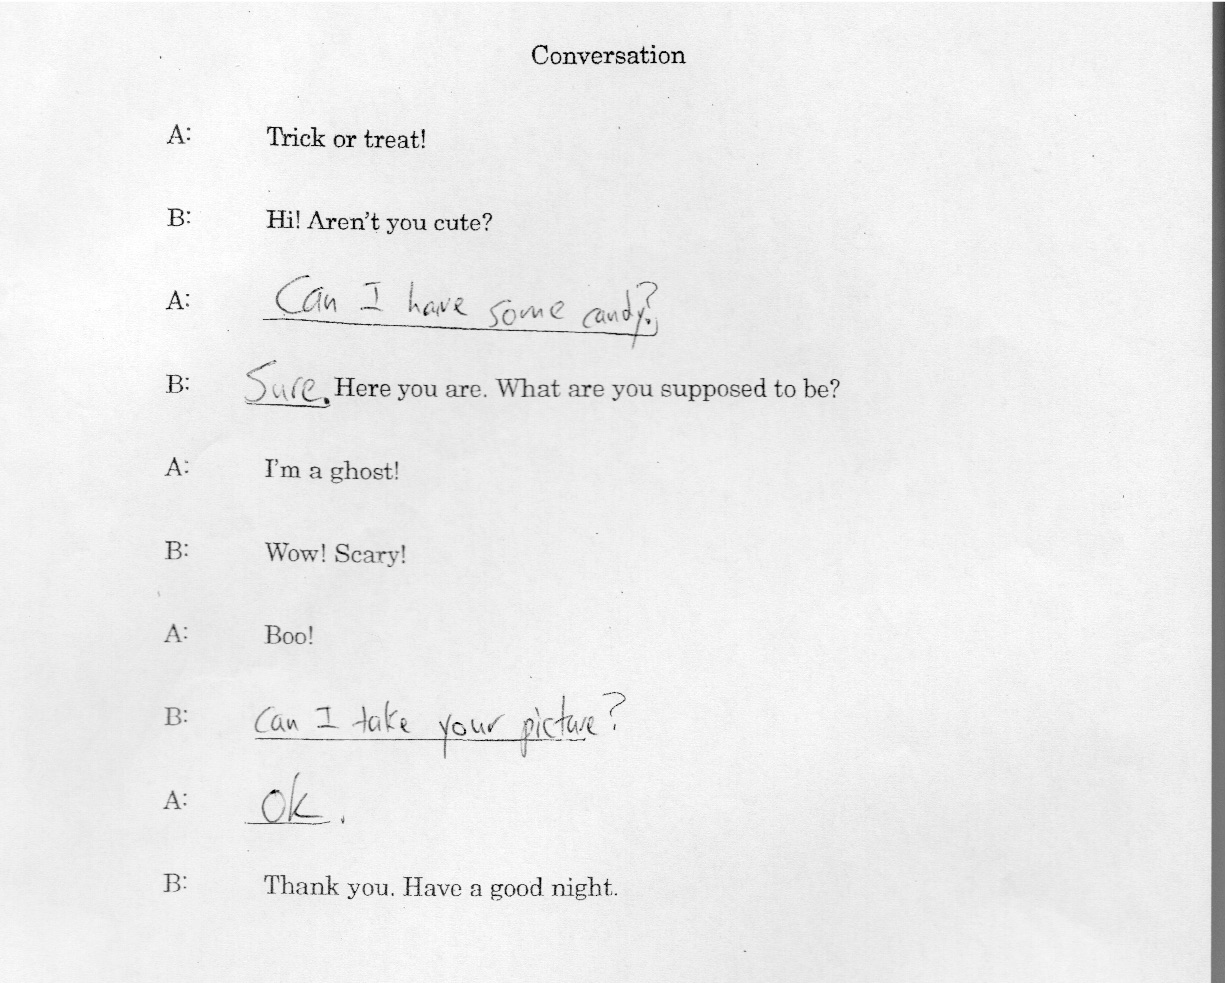 Conversation
A: Trick or treat!
B: Hi! Aren't you cute?
A: Can I have some candy?
B: Sure. Here you are. What are you supposed to be?
A: I'm a ghost!
B: Wow! Scary!
A: Boo!
B: Can I take your picture?
A: Ok.
B: Thank you. Have a good night.